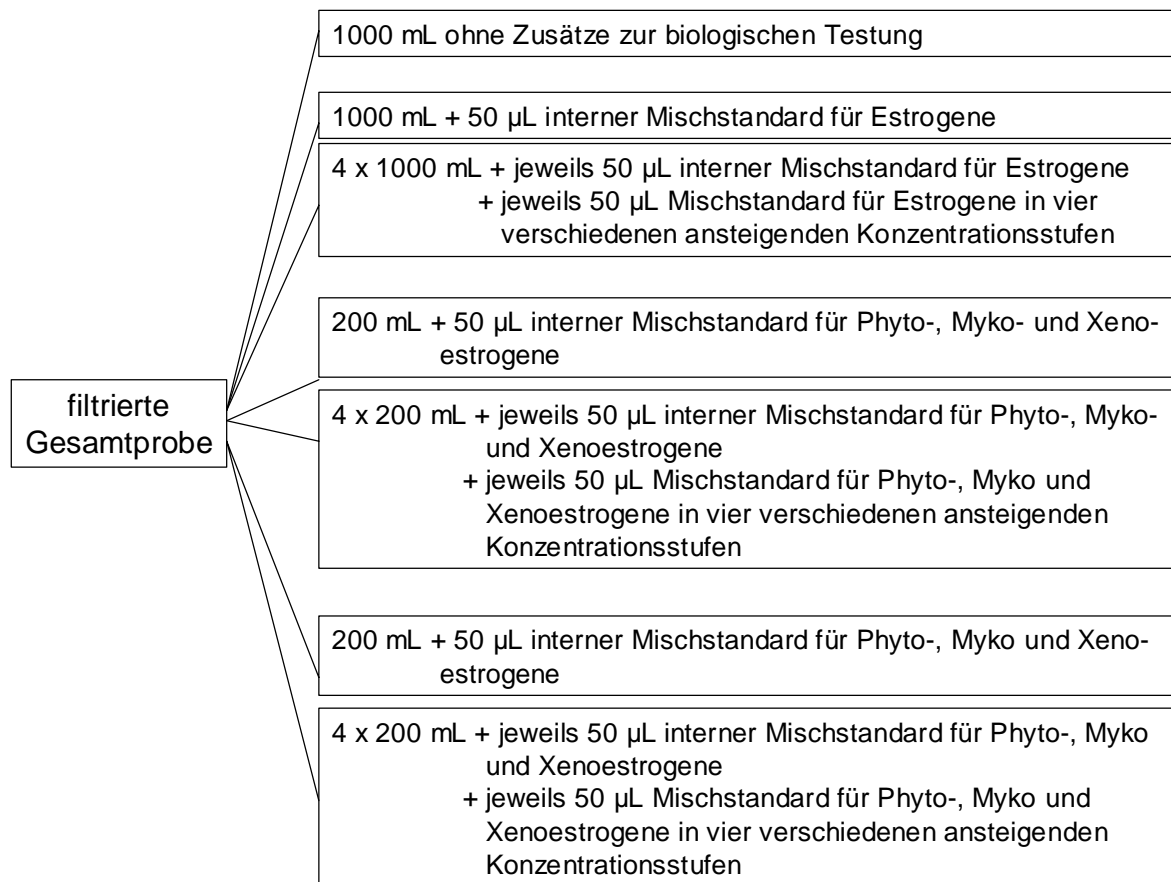 1000 mL ohne Zusätze zur biologischen Testung
1000 mL + 50 µL interner Mischstandard für Estrogene
4 x 1000 mL + jeweils 50 µL interner Mischstandard für Estrogene
+ jeweils 50 µL Mischstandard für Estrogene in vier
verschiedenen ansteigenden Konzentrationsstufen
200 mL + 50 µL interner Mischstandard für Phyto-, Myko- und Xeno-
estrogene
filtrierte
Gesamtprobe
4 x 200 mL + jeweils 50 µL interner Mischstandard für Phyto-, Myko-
und Xenoestrogene
+ jeweils 50 µL Mischstandard für Phyto-, Myko und
Xenoestrogene in vier verschiedenen ansteigenden
Konzentrationsstufen
200 mL + 50 µL interner Mischstandard für Phyto-, Myko und Xeno-
estrogene
4 x 200 mL + jeweils 50 µL interner Mischstandard für Phyto-, Myko
und Xenoestrogene
+ jeweils 50 µL Mischstandard für Phyto-, Myko und
Xenoestrogene in vier verschiedenen ansteigenden
Konzentrationsstufen